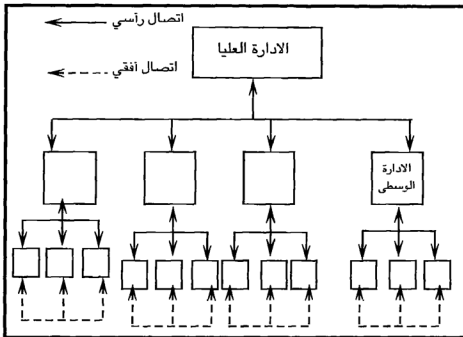 اتصال رأسي
الادارة العليا
اتصال أفقي
الادارة
الوسطى